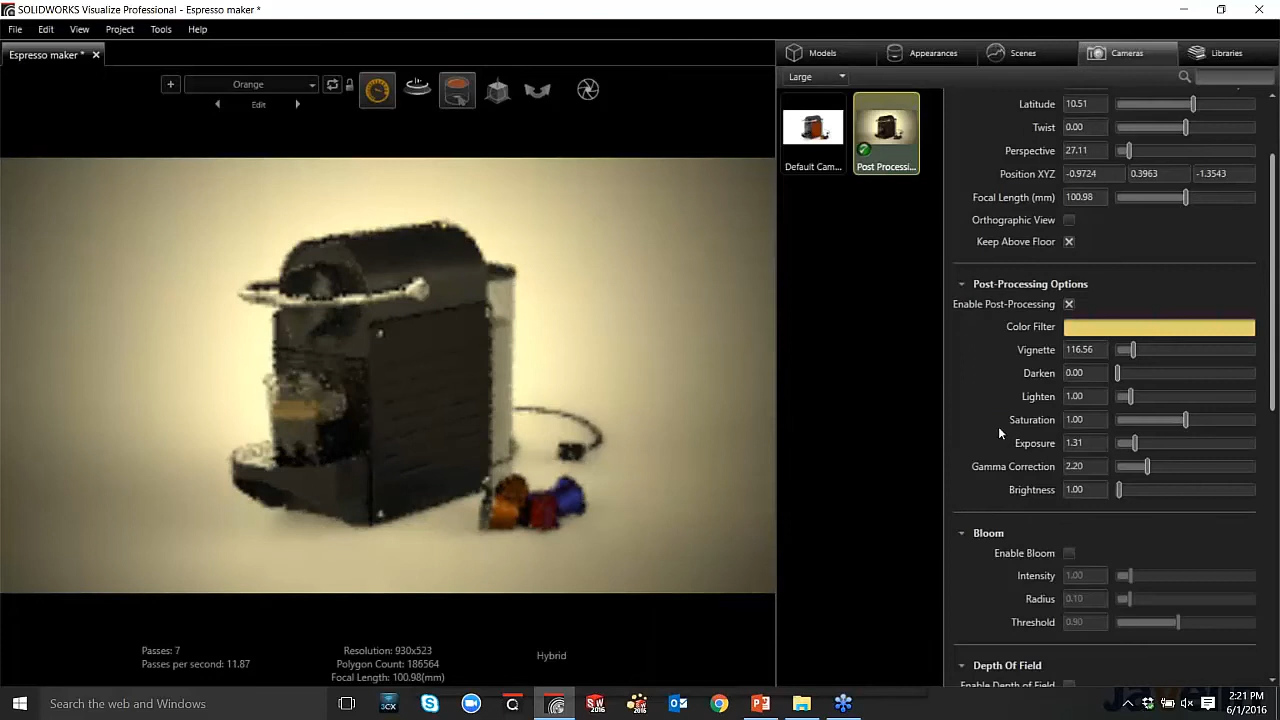 SOLIDWORKS Visualize Professional - Espresso maker *
File Edit View Project Tools Help
Espresso maker *
Models Appearances Scenes Cameras Libraries
Orange
Edit
Large
Default Cam...
Post Processi...
Latitude 10.51
Twist 0.00
Perspective 27.11
Position XYZ -0.9724 0.3963 -1.3543
Focal Length (mm) 100.98
Orthographic View
Keep Above Floor
Post-Processing Options
Enable Post-Processing
Color Filter
Vignette 116.56
Darken 0.00
Lighten 1.00
Saturation 1.00
Exposure 1.31
Gamma Correction 2.20
Brightness 1.00
Bloom
Enable Bloom
Intensity 1.00
Radius 0.10
Threshold 0.90
Depth Of Field
Enable Depth of Field
Passes: 7
Passes per second: 11.87
Resolution: 930x523
Polygon Count: 186564
Focal Length: 100.98(mm)
Hybrid
Search the web and Windows
2:21 PM
6/1/2016